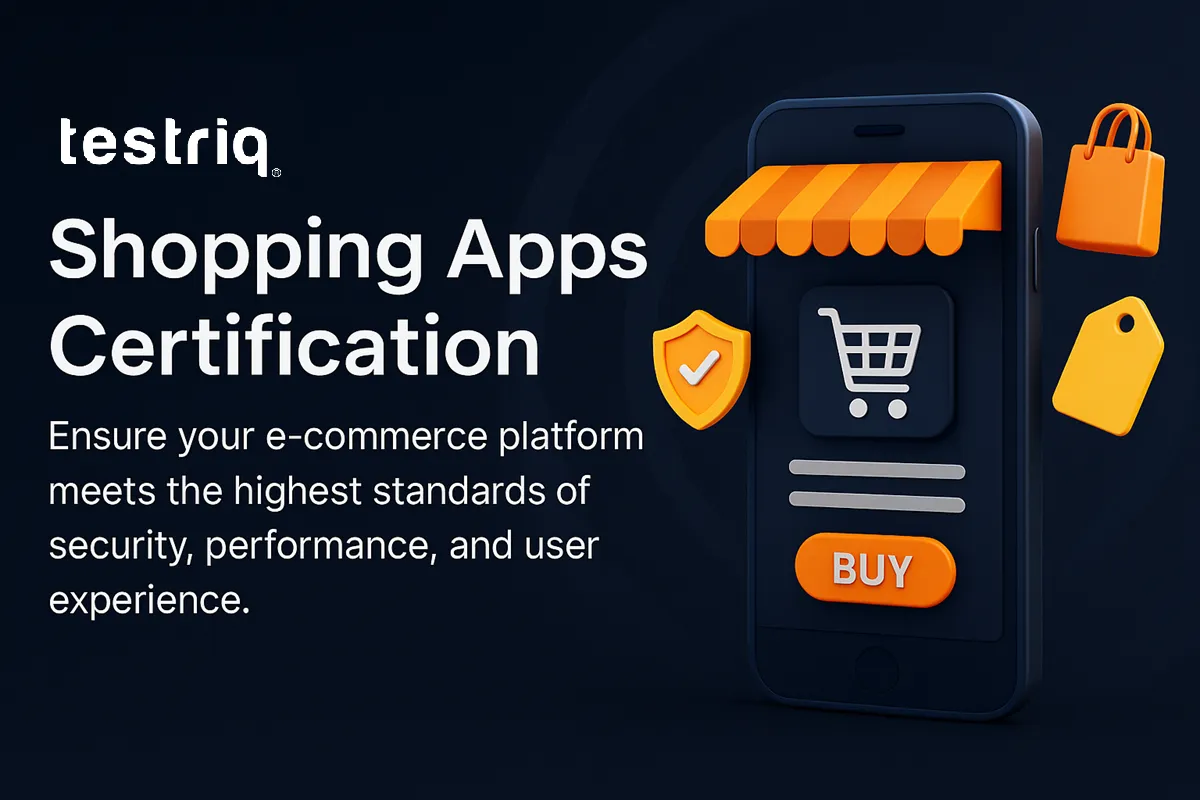 testriq®
Shopping Apps
Certification
Ensure your e-commerce platform
meets the highest standards of
security, performance, and user
experience.
BUY